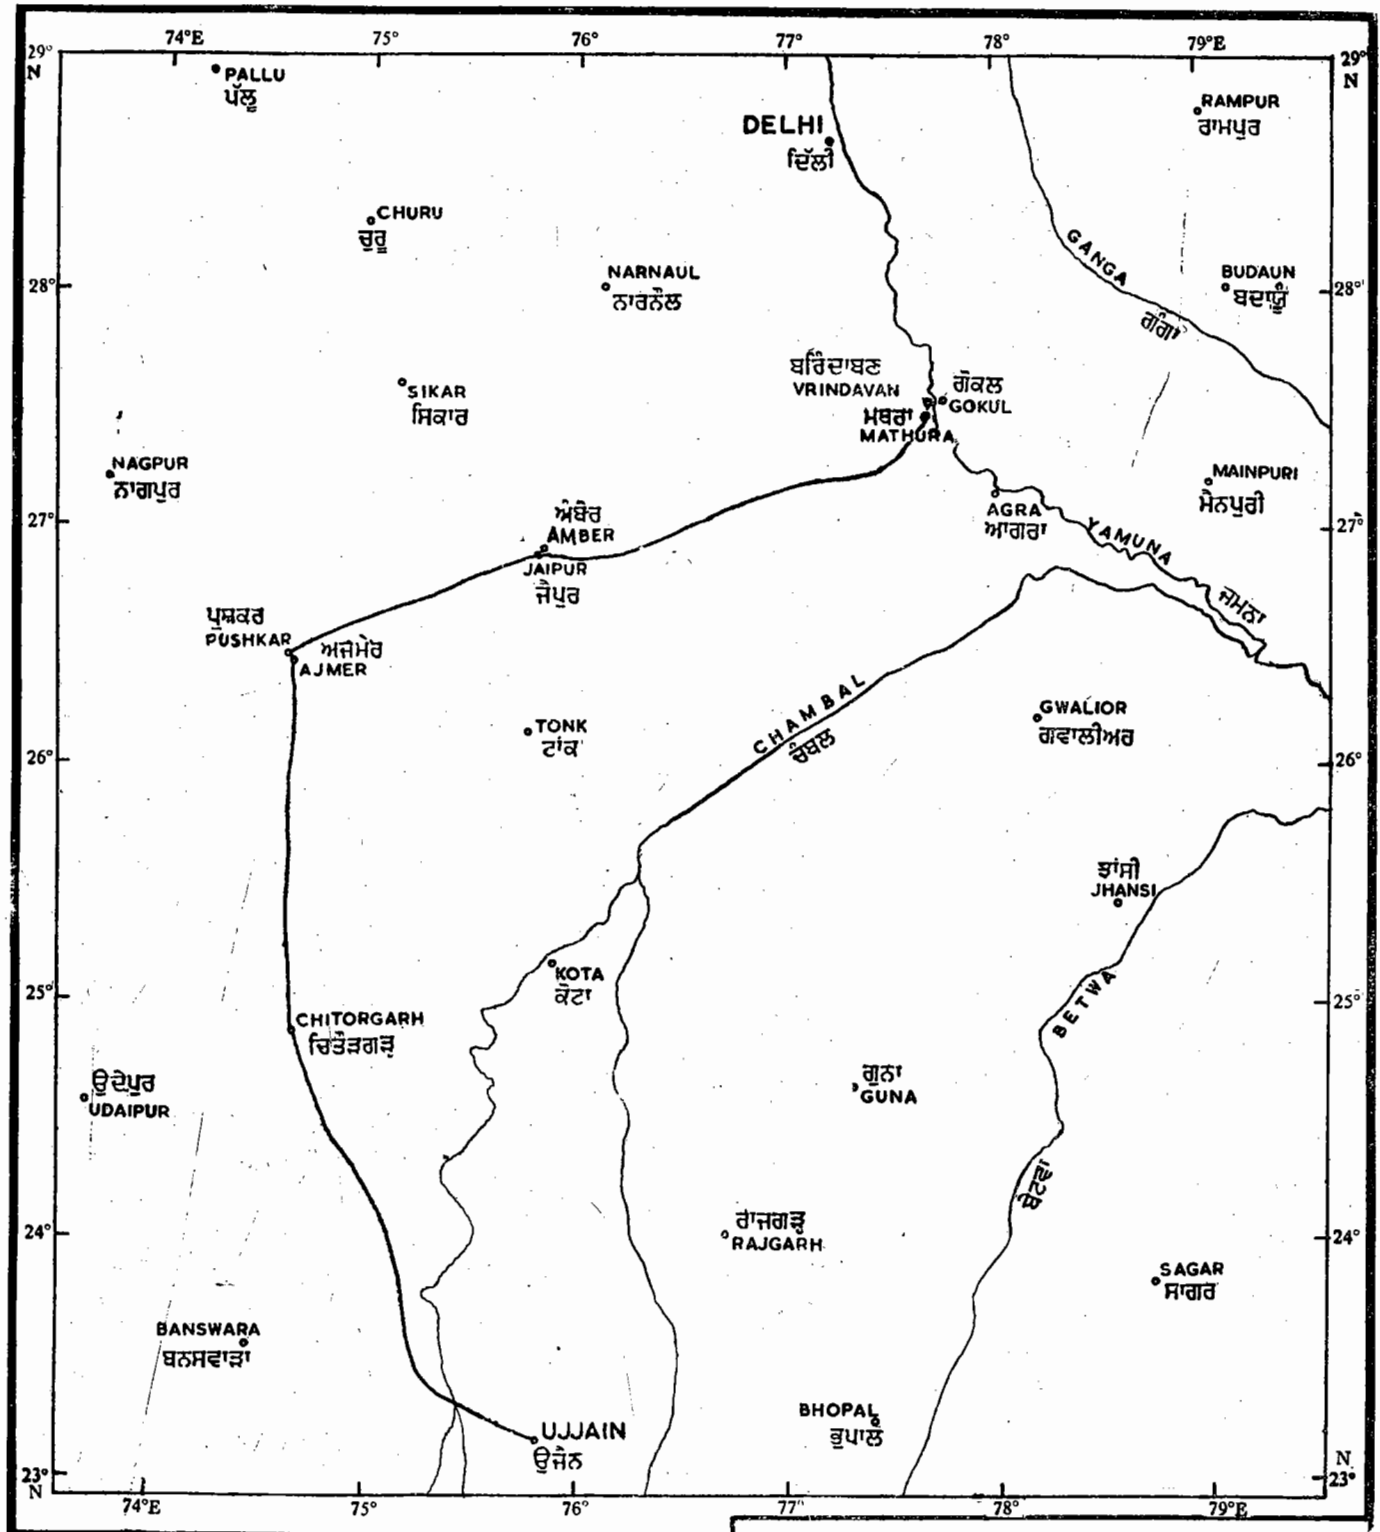 74°E 75° 76° 77° 78° 79°E
29° N
29° N
PALLU
ਪੱਲੂ
RAMPUR
ਰਾਮਪੁਰ
DELHI
ਦਿੱਲੀ
CHURU
ਚੁਰੂ
NARNAUL
ਨਾਰਨੌਲ
GANGA
ਗੰਗਾ
BUDAUN
ਬਦਾਯੂੰ
28°
28°
ਬਰਿੰਦਾਬਣ
VRINDAVAN
ਗੌਕਲ
GOKUL
SIKAR
ਸਿਕਾਰ
ਮਥਰਾ
MATHURA
NAGPUR
ਨਾਗਪੁਰ
MAINPURI
ਮੈਨਪੁਰੀ
AGRA
ਆਗਰਾ
27°
27°
ਅੰਬੇਰ
AMBER
YAMUNA
ਜਮਨਾ
JAIPUR
ਜੈਪੁਰ
ਪੁਸ਼ਕਰ
PUSHKAR
ਅਜਮੇਰ
AJMER
CHAMBAL
ਚੰਬਲ
GWALIOR
ਗਵਾਲੀਅਰ
TONK
ਟਾਂਕ
26°
26°
ਝਾਂਸੀ
JHANSI
KOTA
ਕੋਟਾ
25°
25°
BETWA
ਬੇਟਵਾ
CHITORGARH
ਚਿਤੌੜਗੜ੍ਹ
ਗੁਨਾ
GUNA
ਉਦੇਪੁਰ
UDAIPUR
ਰਾਜਗੜ੍ਹ
RAJGARH
24°
24°
SAGAR
ਸਾਗਰ
BANSWARA
ਬਨਸਵਾੜਾ
BHOPAL
ਭੁਪਾਲ
UJJAIN
ਉਜੈਨ
23° N
N 23°
74°E 75° 76° 77° 78° 79°E